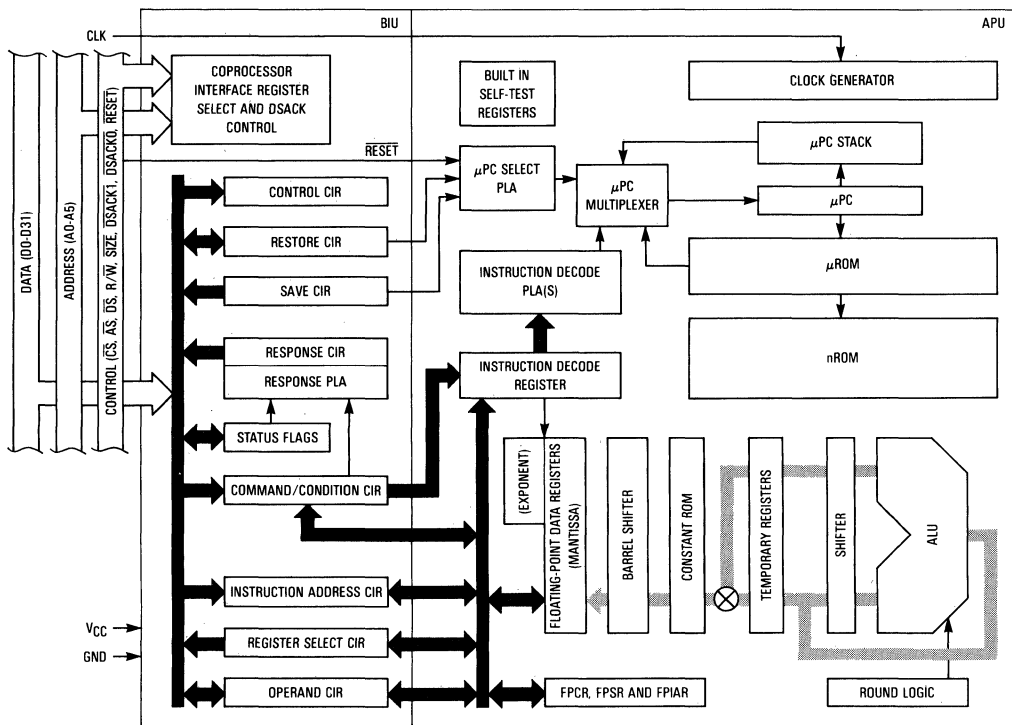 BIU
APU
CLK
COPROCESSOR
INTERFACE REGISTER
SELECT AND DSACK
CONTROL
BUILT IN
SELF-TEST
REGISTERS
CLOCK GENERATOR
DATA (D0-D31)
ADDRESS (A0-A5)
CONTROL (CS, AS, DS, R/W, SIZE, DSACK1, DSACK0, RESET)
RESET
μPC SELECT
PLA
μPC
MULTIPLEXER
μPC STACK
μPC
μROM
nROM
CONTROL CIR
RESTORE CIR
SAVE CIR
INSTRUCTION DECODE
PLA(S)
RESPONSE CIR
RESPONSE PLA
INSTRUCTION DECODE
REGISTER
STATUS FLAGS
COMMAND/CONDITION CIR
(EXPONENT)
FLOATING-POINT DATA REGISTERS
(MANTISSA)
BARREL SHIFTER
CONSTANT ROM
TEMPORARY REGISTERS
SHIFTER
ALU
INSTRUCTION ADDRESS CIR
VCC
REGISTER SELECT CIR
GND
OPERAND CIR
FPCR, FPSR AND FPIAR
ROUND LOGIC